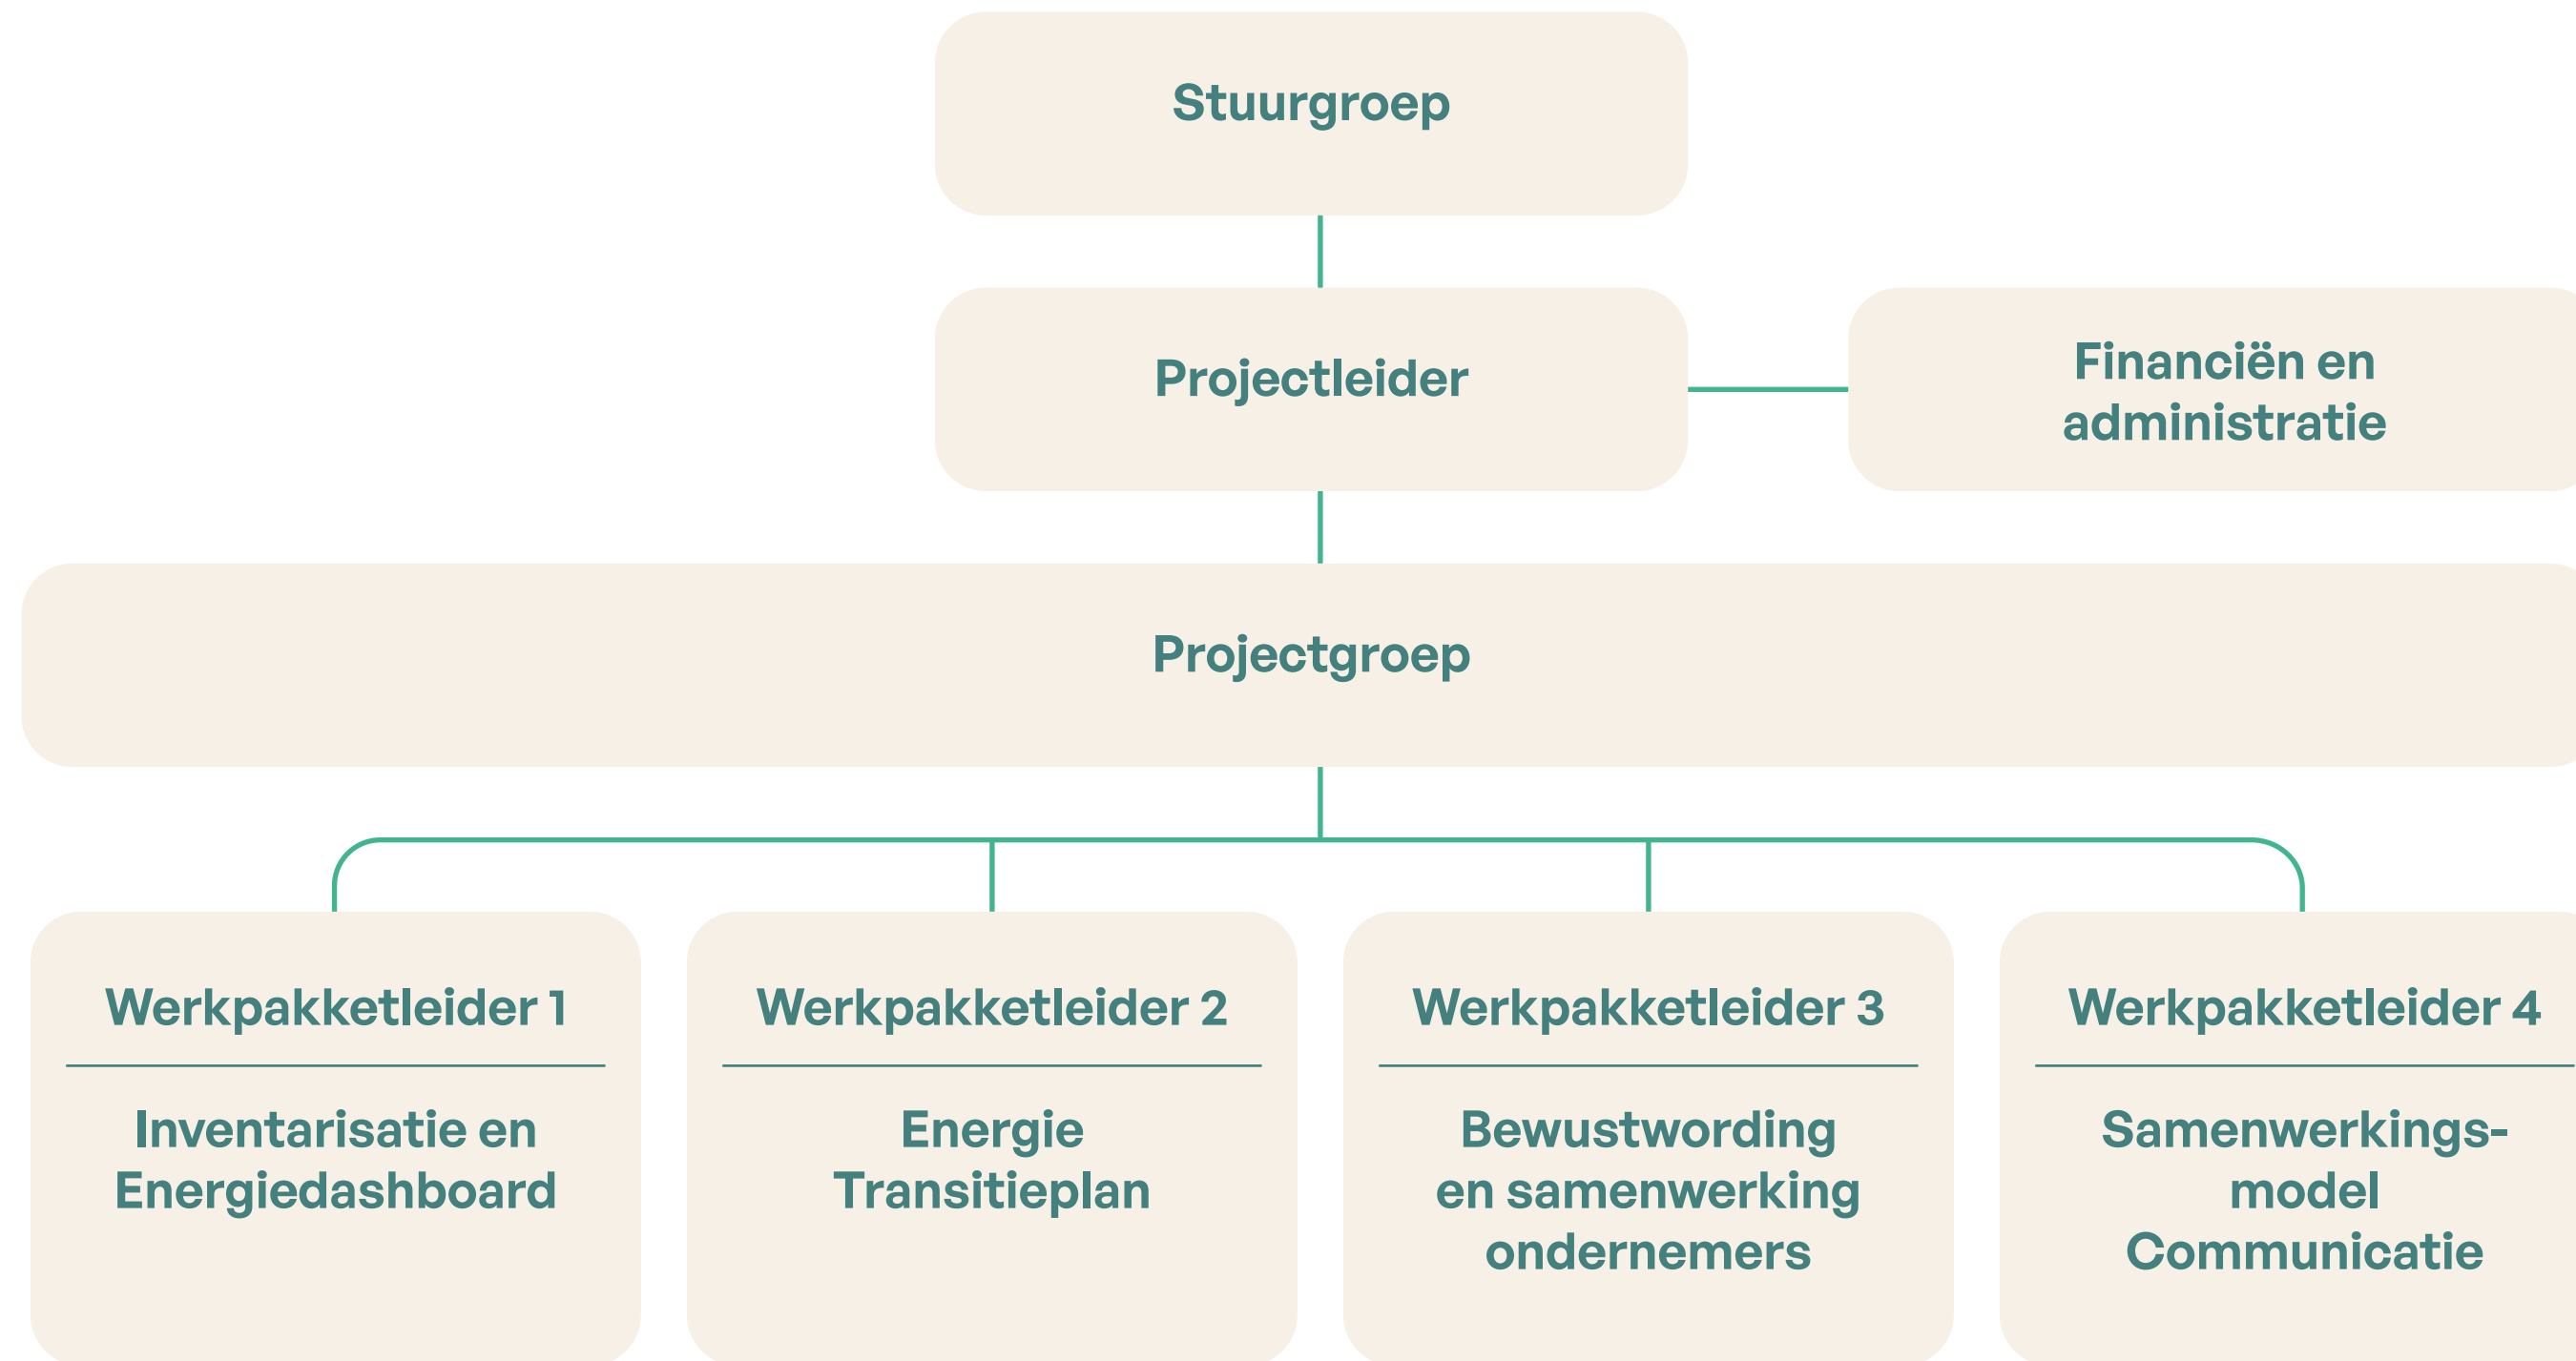 Stuurgroep
Projectleider
Financiën en
administratie
Projectgroep
Werkpakketleider 1
Inventarisatie en
Energiedashboard
Werkpakketleider 2
Energie
Transitieplan
Werkpakketleider 3
Bewustwording
en samenwerking
ondernemers
Werkpakketleider 4
Samenwerkings-
model
Communicatie